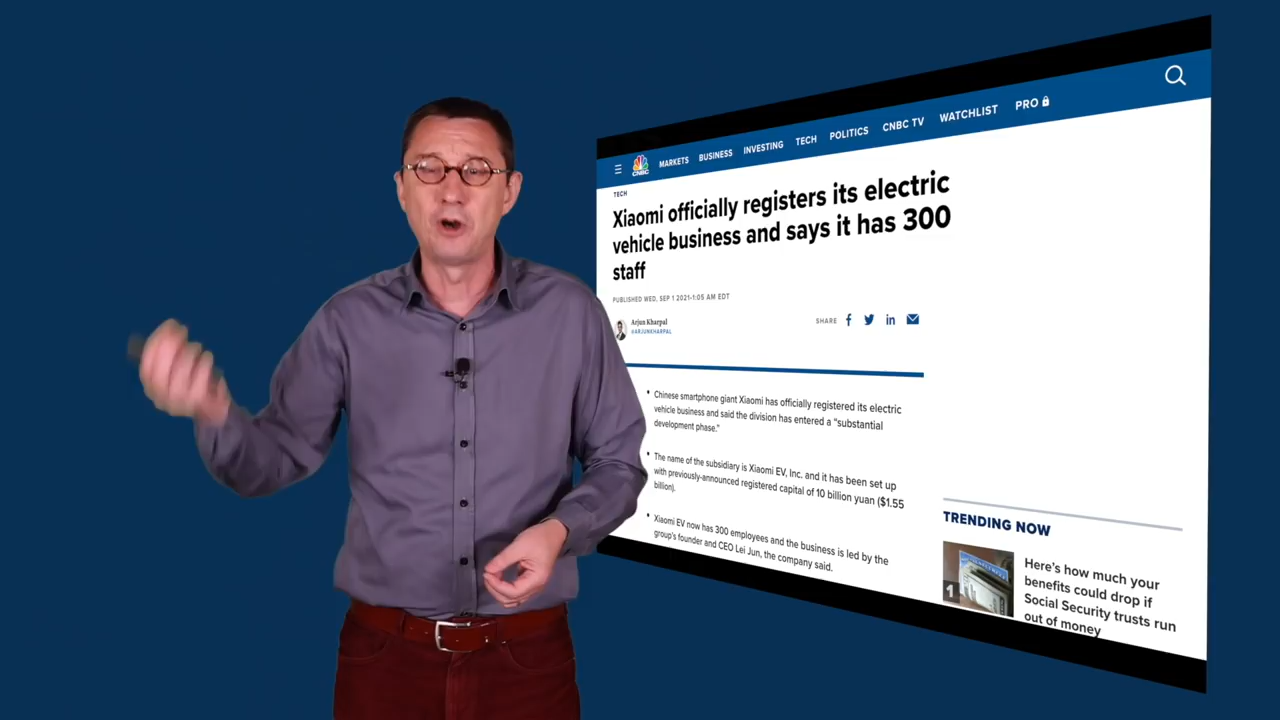 CNBC
MARKETS BUSINESS INVESTING TECH POLITICS CNBC TV WATCHLIST PRO
TECH
Xiaomi officially registers its electric
vehicle business and says it has 300
staff
PUBLISHED WED, SEP 1 2021•1:05 AM EDT
Arjun Kharpal
@ARJUNKHARPAL
SHARE
• Chinese smartphone giant Xiaomi has officially registered its electric
vehicle business and said the division has entered a “substantial
development phase.”
• The name of the subsidiary is Xiaomi EV, Inc. and it has been set up
with previously-announced registered capital of 10 billion yuan ($1.55
billion).
• Xiaomi EV now has 300 employees and the business is led by the
group’s founder and CEO Lei Jun, the company said.
TRENDING NOW
1
Here’s how much your
benefits could drop if
Social Security trusts run
out of money